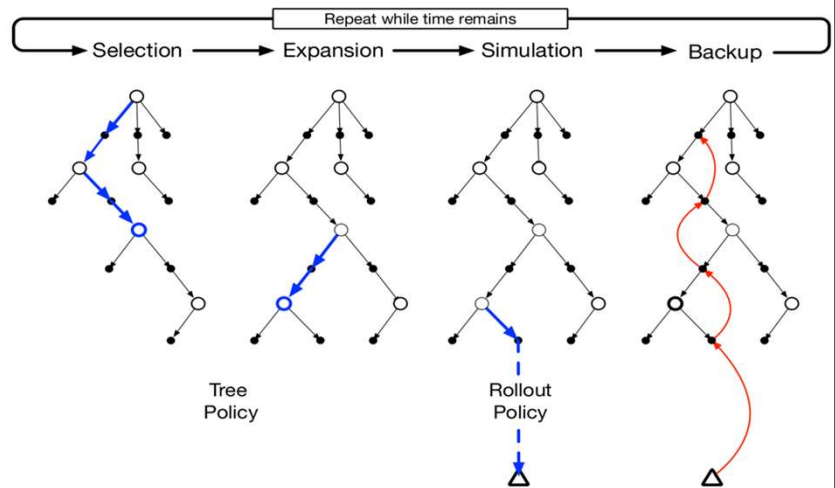 Repeat while time remains
Selection
Expansion
Simulation
Backup
Tree
Policy
Rollout
Policy